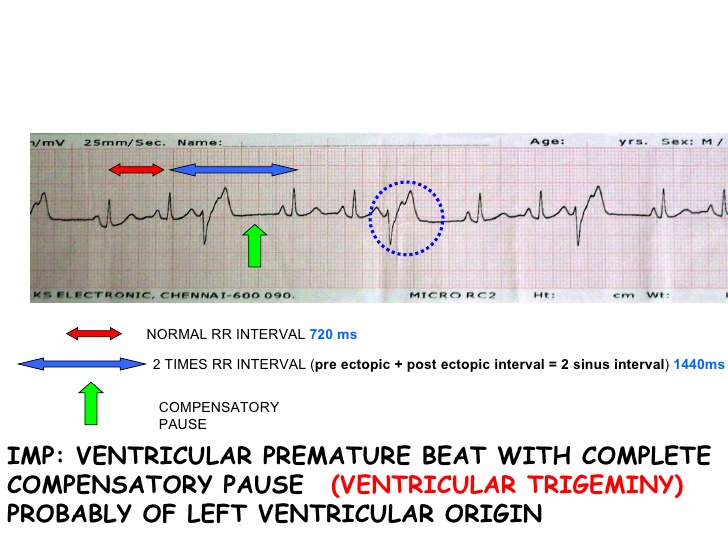 n/mV 25mm/Sec. Name: Age: yrs. Sex: M /
KS ELECTRONIC, CHENNAI-600 090. MICRO RC2 Ht: cm Wt:
NORMAL RR INTERVAL 720 ms
2 TIMES RR INTERVAL (pre ectopic + post ectopic interval = 2 sinus interval) 1440ms
COMPENSATORY
PAUSE
IMP: VENTRICULAR PREMATURE BEAT WITH COMPLETE
COMPENSATORY PAUSE (VENTRICULAR TRIGEMINY)
PROBABLY OF LEFT VENTRICULAR ORIGIN